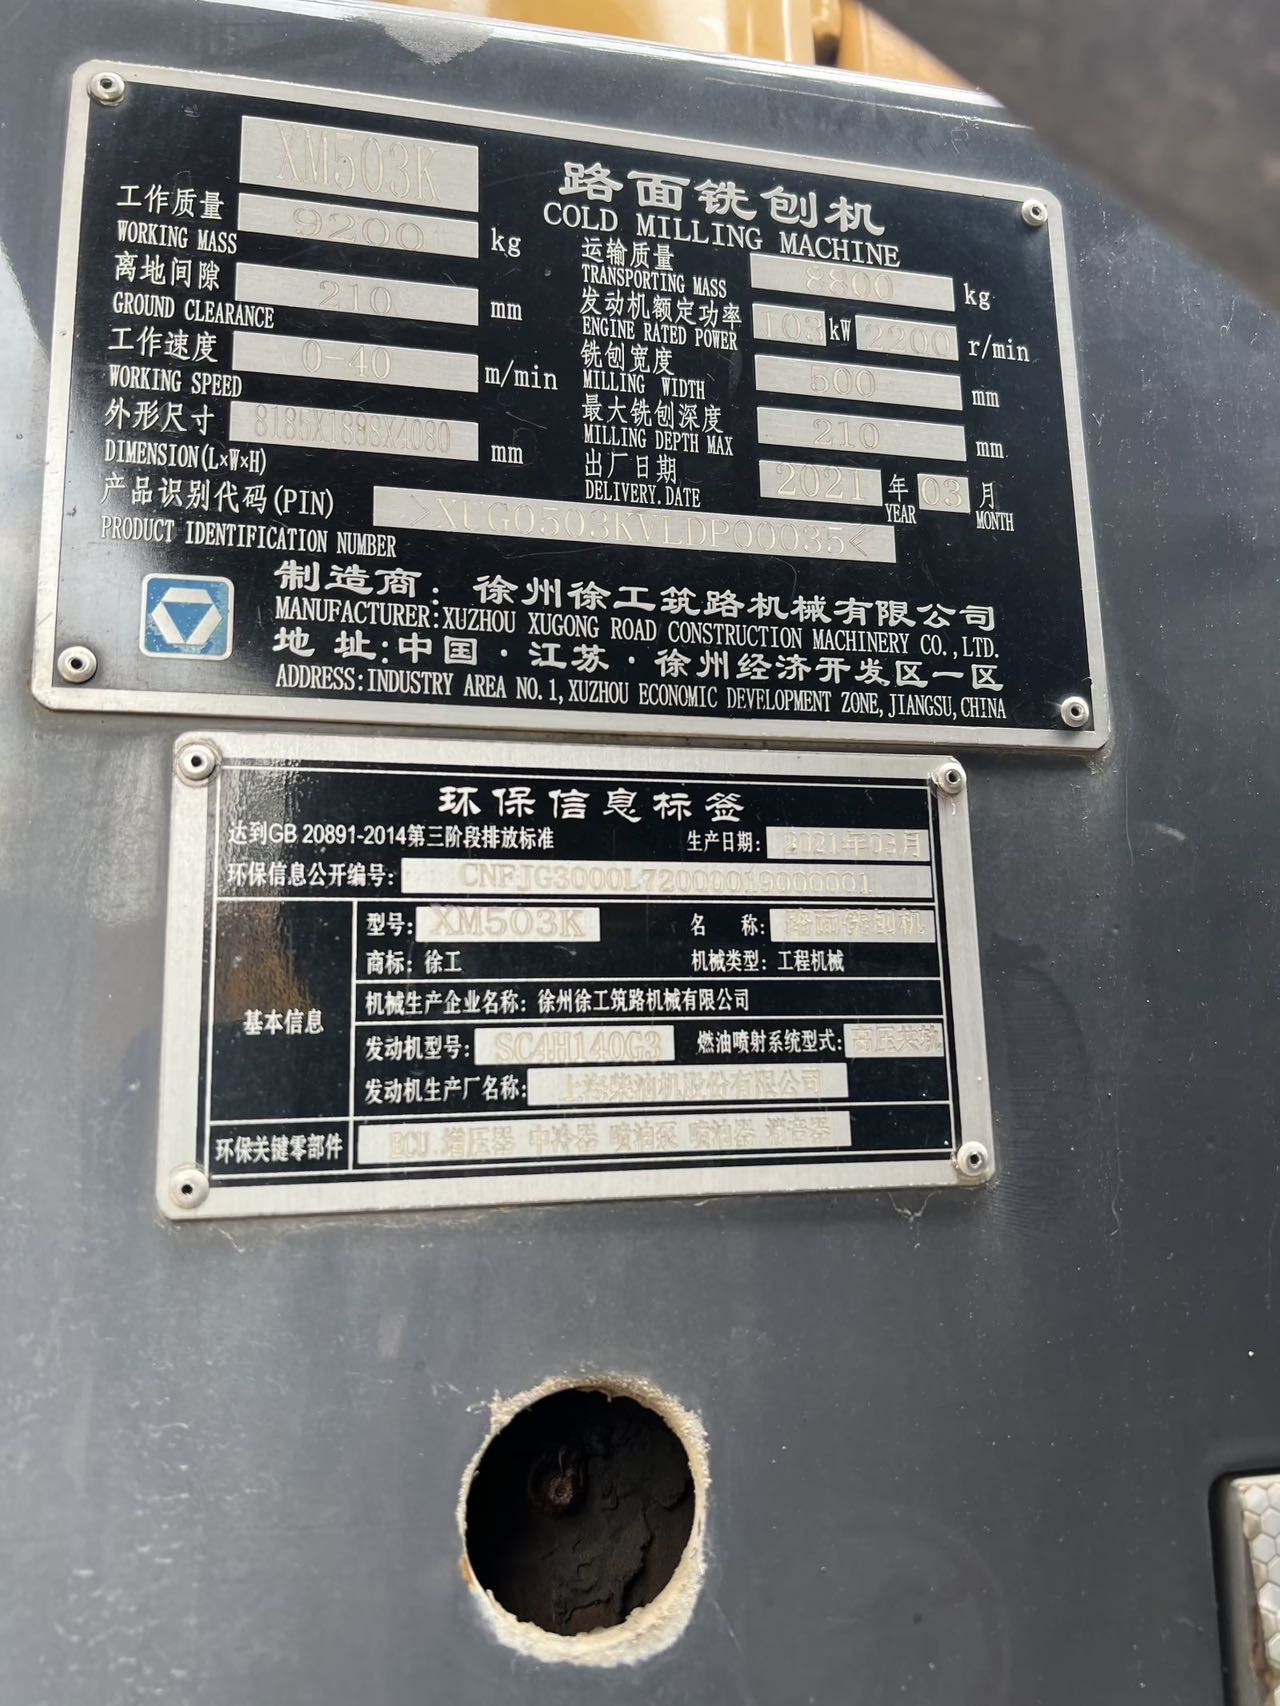 XM503K
路面铣刨机
COLD MILLING MACHINE
工作质量 9200 kg
WORKING MASS
运输质量 8800 kg
TRANSPORTING MASS
离地间隙 210 mm
GROUND CLEARANCE
发动机额定功率 103 kW 2200 r/min
ENGINE RATED POWER
工作速度 0-40 m/min
WORKING SPEED
铣刨宽度 500 mm
MILLING WIDTH
外形尺寸 8185X1898X4080 mm
DIMENSION(L×W×H)
最大铣刨深度 210 mm
MILLING DEPTH MAX
出厂日期 2021 年 03 月
DELIVERY.DATE YEAR MONTH
产品识别代码(PIN) >XUG0503KVLDP00035<
PRODUCT IDENTIFICATION NUMBER
制造商:徐州徐工筑路机械有限公司
MANUFACTURER:XUZHOU XUGONG ROAD CONSTRUCTION MACHINERY CO.,LTD.
地 址:中国·江苏·徐州经济开发区一区
ADDRESS:INDUSTRY AREA NO.1,XUZHOU ECONOMIC DEVELOPMENT ZONE,JIANGSU,CHINA
环保信息标签
达到GB 20891-2014第三阶段排放标准 生产日期: 2021年03月
环保信息公开编号: CNFJG3000L72000019000001
基本信息
型号: XM503K 名 称: 路面铣刨机
商标: 徐工 机械类型: 工程机械
机械生产企业名称: 徐州徐工筑路机械有限公司
发动机型号: SC4H140G3 燃油喷射系统型式: 高压共轨
发动机生产厂名称: 上海柴油机股份有限公司
环保关键零部件 ECU 增压器 中冷器 喷油泵 喷油器 消音器